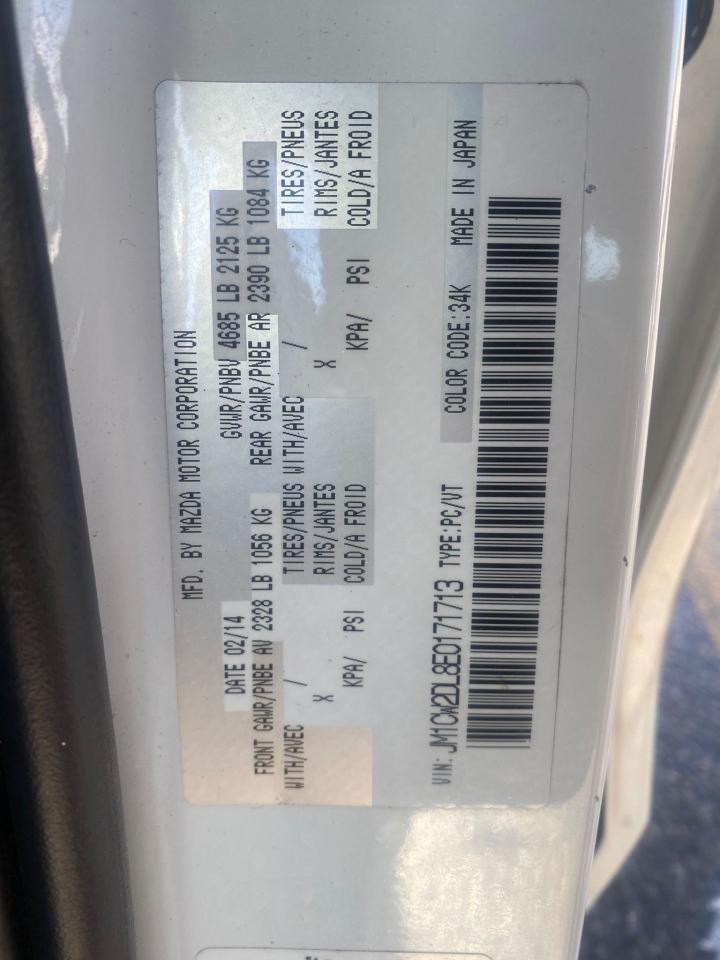 MFD. BY MAZDA MOTOR CORPORATION
DATE 02/14 GVWR/PNBV 4685 LB 2125 KG
FRONT GAWR/PNBE AV 2328 LB 1056 KG REAR GAWR/PNBE AR 2390 LB 1084 KG
WITH/AVEC / TIRES/PNEUS WITH/AVEC / TIRES/PNEUS
X RIMS/JANTES X RIMS/JANTES
KPA/ PSI COLD/A FROID KPA/ PSI COLD/A FROID
VIN: JM1CW2DL8E0171713 TYPE:PC/VT COLOR CODE:34K MADE IN JAPAN